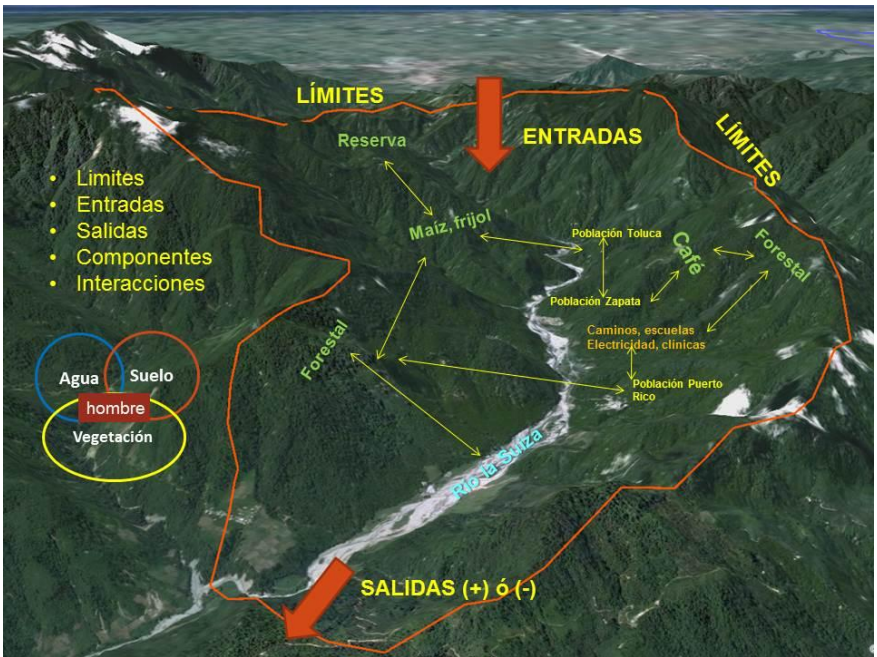 LÍMITES
ENTRADAS
LÍMITES
Reserva
• Limites
• Entradas
• Salidas
• Componentes
• Interacciones
Maíz, frijol
Población Toluca
Café
Forestal
Población Zapata
Caminos, escuelas
Electricidad, clínicas
Forestal
Población Puerto
Rico
Agua
Suelo
hombre
Vegetación
Río la Suiza
SALIDAS (+) ó (-)